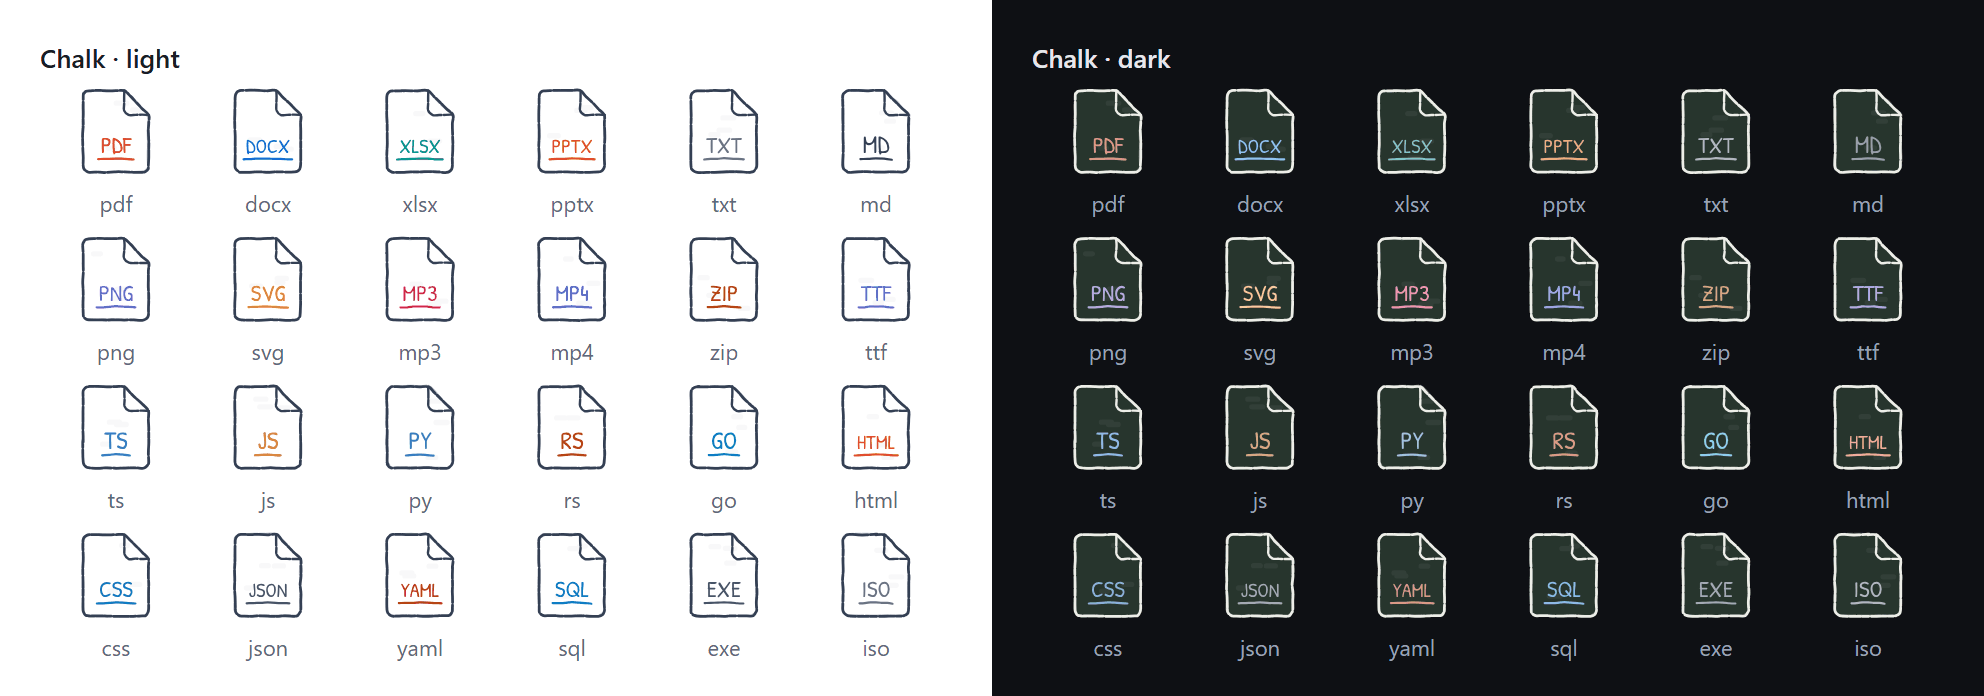 Chalk · light
PDF DOCX XLSX PPTX TXT MD
pdf docx xlsx pptx txt md
PNG SVG MP3 MP4 ZIP TTF
png svg mp3 mp4 zip ttf
TS JS PY RS GO HTML
ts js py rs go html
CSS JSON YAML SQL EXE ISO
css json yaml sql exe iso
Chalk · dark
PDF DOCX XLSX PPTX TXT MD
pdf docx xlsx pptx txt md
PNG SVG MP3 MP4 ZIP TTF
png svg mp3 mp4 zip ttf
TS JS PY RS GO HTML
ts js py rs go html
CSS JSON YAML SQL EXE ISO
css json yaml sql exe iso